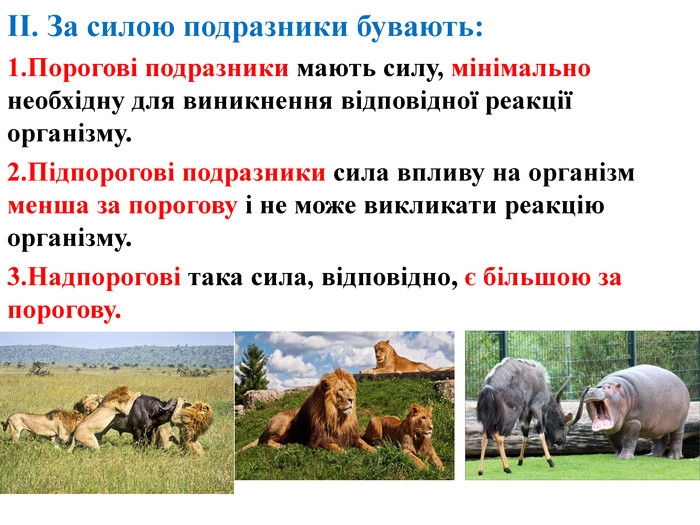 ІІ. За силою подразники бувають:
1.Порогові подразники мають силу, мінімально
необхідну для виникнення відповідної реакції
організму.
2.Підпорогові подразники сила впливу на організм
менша за порогову і не може викликати реакцію
організму.
3.Надпорогові така сила, відповідно, є більшою за
порогову.